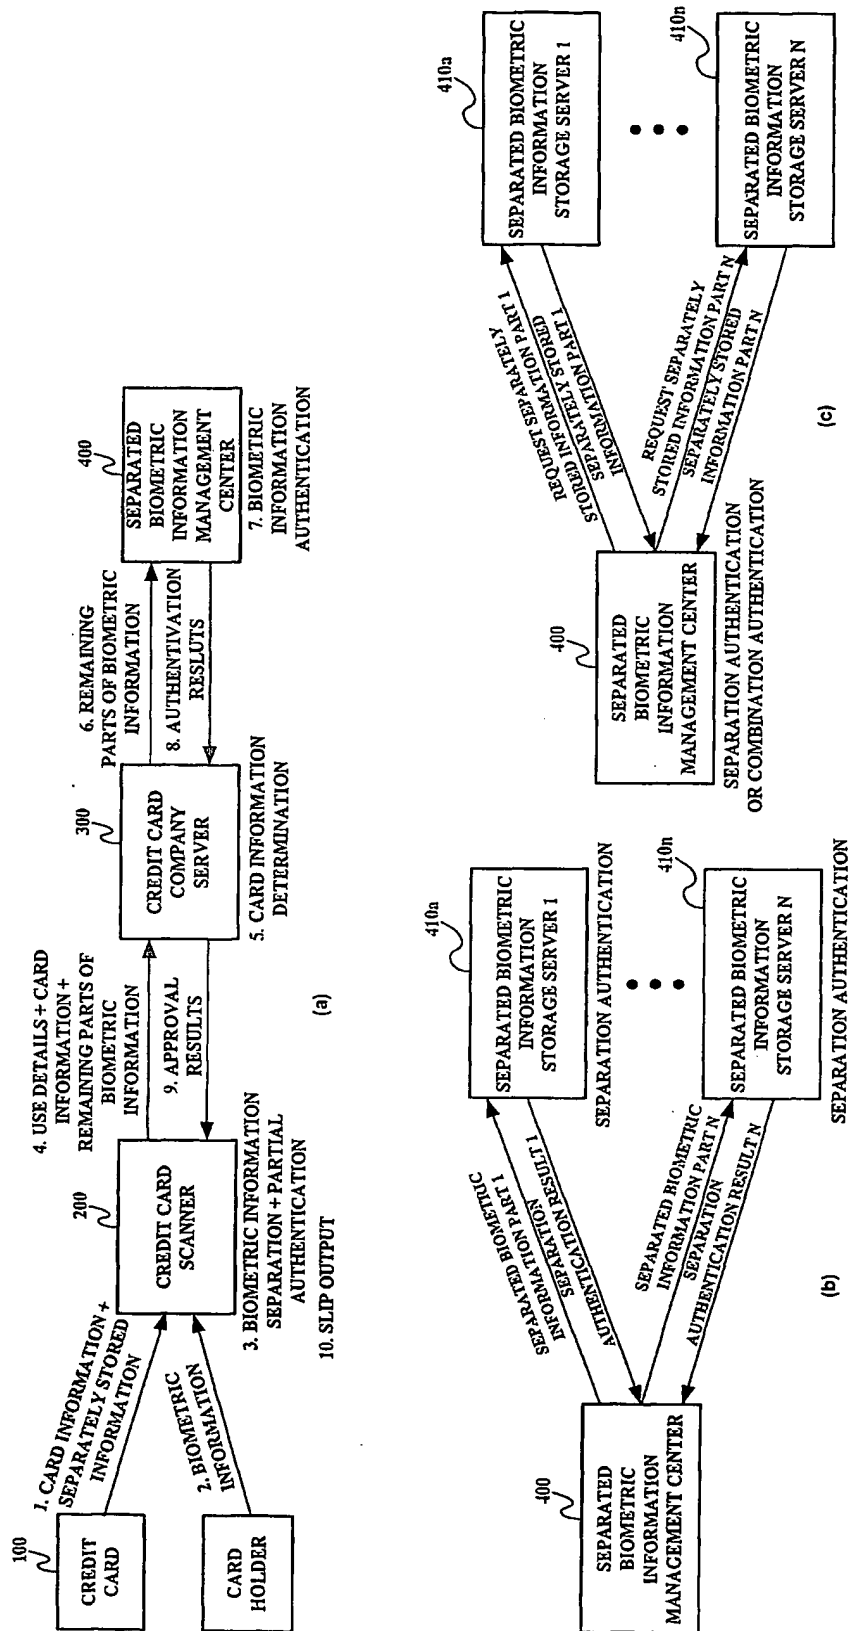 100
CREDIT
CARD
CARD
HOLDER
1. CARD INFORMATION +
SEPARATELY STORED
INFORMATION
2. BIOMETRIC
INFORMATION
200
CREDIT CARD
SCANNER
3. BIOMETRIC INFORMATION
SEPARATION + PARTIAL
AUTHENTICATION
10. SLIP OUTPUT
4. USE DETAILS + CARD
INFORMATION +
REMAINING PARTS OF
BIOMETRIC
INFORMATION
9. APPROVAL
RESULTS
300
CREDIT CARD
COMPANY
SERVER
5. CARD INFORMATION
DETERMINATION
6. REMAINING
PARTS OF BIOMETRIC
INFORMATION
8. AUTHENTIVATION
RESLUTS
400
SEPARATED
BIOMETRIC
INFORMATION
MANAGEMENT
CENTER
7. BIOMETRIC
INFORMATION
AUTHENTICATION
(a)
400
SEPARATED
BIOMETRIC
INFORMATION
MANAGEMENT CENTER
SEPARATED BIOMETRIC
INFORMATION PART 1
SEPARATION
SEPARATION RESULT 1
AUTHENTICATION
410a
SEPARATED BIOMETRIC
INFORMATION
STORAGE SERVER 1
SEPARATION AUTHENTICATION
SEPARATED BIOMETRIC
INFORMATION PART N
SEPARATION
AUTHENTICATION RESULT N
410n
SEPARATED BIOMETRIC
INFORMATION
STORAGE SERVER N
SEPARATION AUTHENTICATION
(b)
400
SEPARATED
BIOMETRIC
INFORMATION
MANAGEMENT CENTER
SEPARATION AUTHENTICATION
OR COMBINATION AUTHENTICATION
REQUEST SEPARATELY
STORED INFORMATION PART 1
SEPARATELY STORED
INFORMATION PART 1
410a
SEPARATED BIOMETRIC
INFORMATION
STORAGE SERVER 1
REQUEST SEPARATELY
STORED INFORMATION PART N
SEPARATELY STORED
INFORMATION PART N
410n
SEPARATED BIOMETRIC
INFORMATION
STORAGE SERVER N
(c)